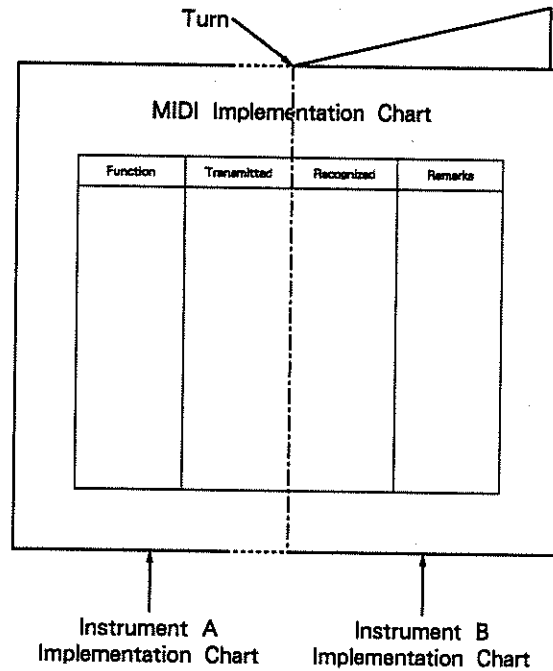 Turn
MIDI Implementation Chart
Function Transmitted Recognized Remarks
Instrument A
Implementation Chart
Instrument B
Implementation Chart